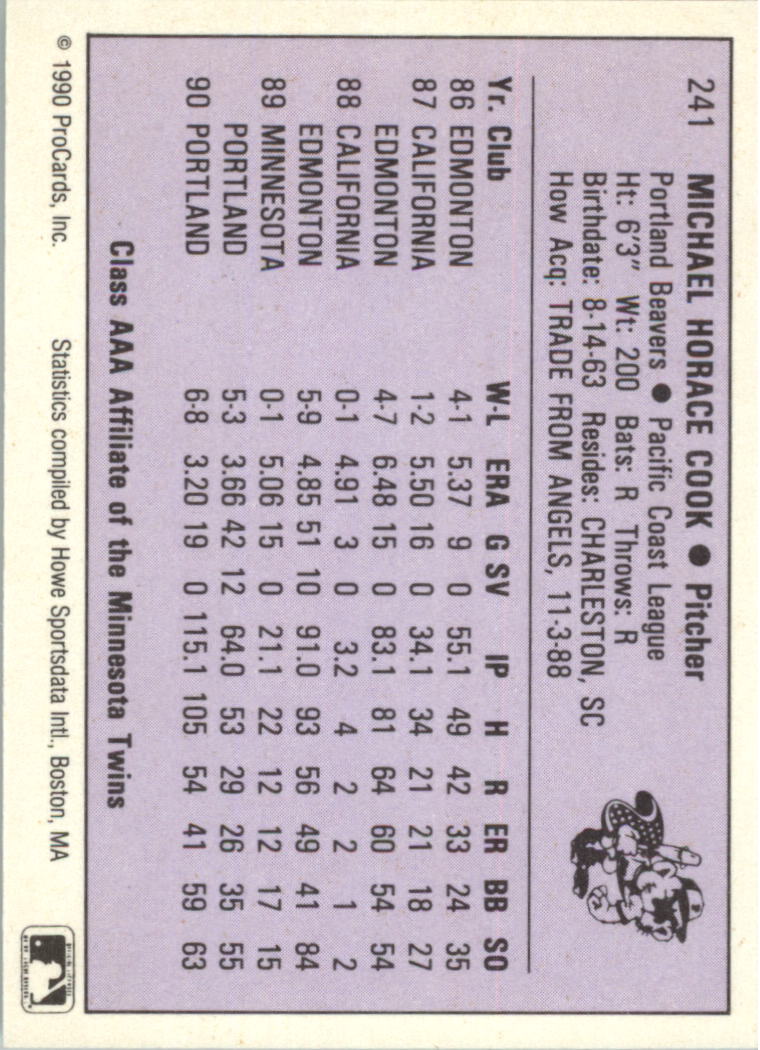 241 MICHAEL HORACE COOK ● Pitcher
Portland Beavers ● Pacific Coast League
Ht: 6'3" Wt: 200 Bats: R Throws: R
Birthdate: 8-14-63 Resides: CHARLESTON, SC
How Acq: TRADE FROM ANGELS, 11-3-88
Yr. Club W-L ERA G SV IP H R ER BB SO
86 EDMONTON 4-1 5.37 9 0 55.1 49 42 33 24 35
87 CALIFORNIA 1-2 5.50 16 0 34.1 34 21 21 18 27
EDMONTON 4-7 6.48 15 0 83.1 81 64 60 54 54
88 CALIFORNIA 0-1 4.91 3 0 3.2 4 2 2 1 2
EDMONTON 5-9 4.85 51 10 91.0 93 56 49 41 84
89 MINNESOTA 0-1 5.06 15 0 21.1 22 12 12 17 15
PORTLAND 5-3 3.66 42 12 64.0 53 29 26 35 55
90 PORTLAND 6-8 3.20 19 0 115.1 105 54 41 59 63
Class AAA Affiliate of the Minnesota Twins
© 1990 ProCards, Inc. Statistics compiled by Howe Sportsdata Intl., Boston, MA